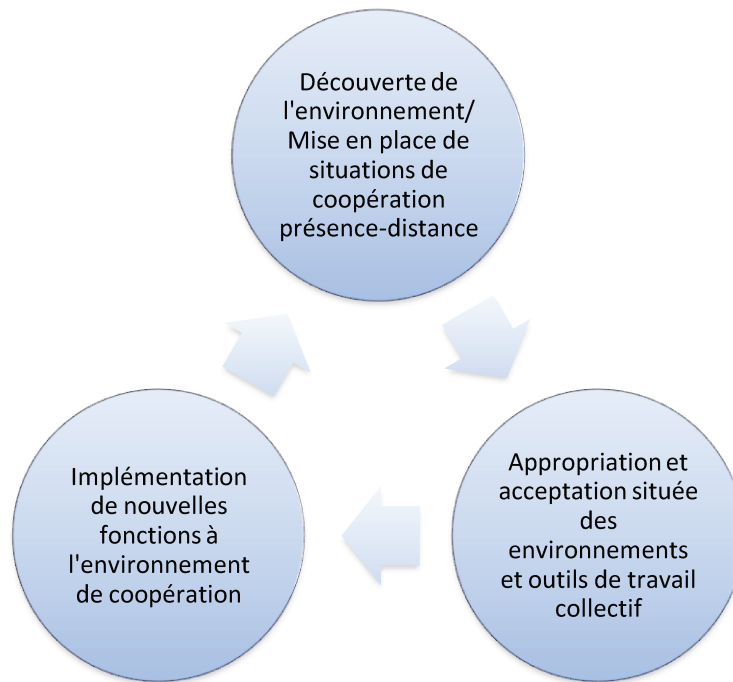 Découverte de
l'environnement/
Mise en place de
situations de
coopération
présence-distance
Appropriation et
acceptation située
des
environnements
et outils de travail
collectif
Implémentation
de nouvelles
fonctions à
l'environnement
de coopération